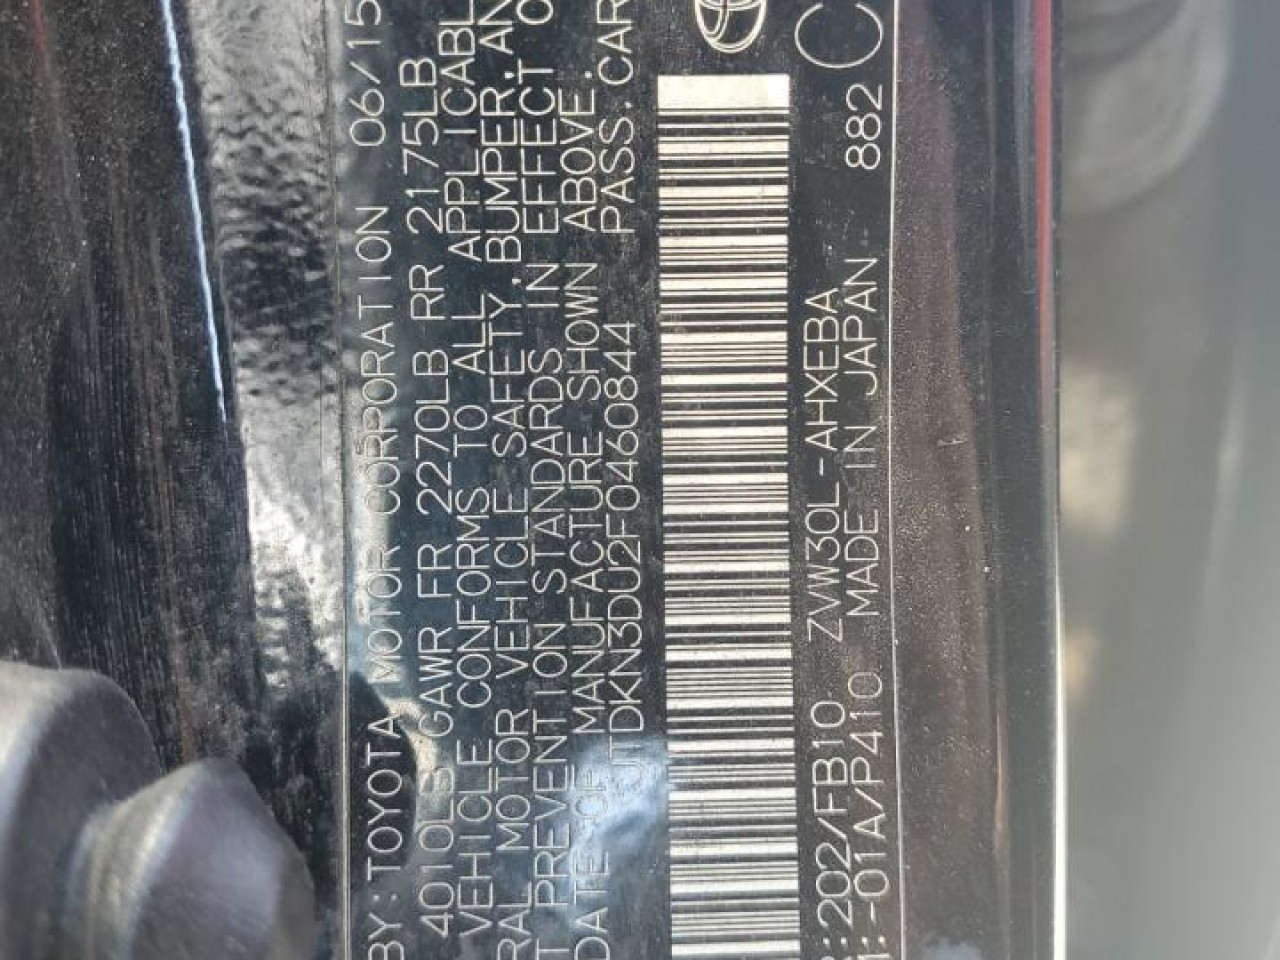 BY:TOYOTA MOTOR CORPORATION 06/15
4010LB GAWR FR 2270LB RR 2175LB
VEHICLE CONFORMS TO ALL APPLICABL
RAL MOTOR VEHICLE SAFETY, BUMPER, AN
T PREVENTION STANDARDS IN EFFECT O
DATE OF MANUFACTURE SHOWN ABOVE.
JTDKN3DU2F0460844 PASS.CAR
:202/FB10 ZVW30L-AHXEBA C
:-01A/P410 MADE IN JAPAN 882